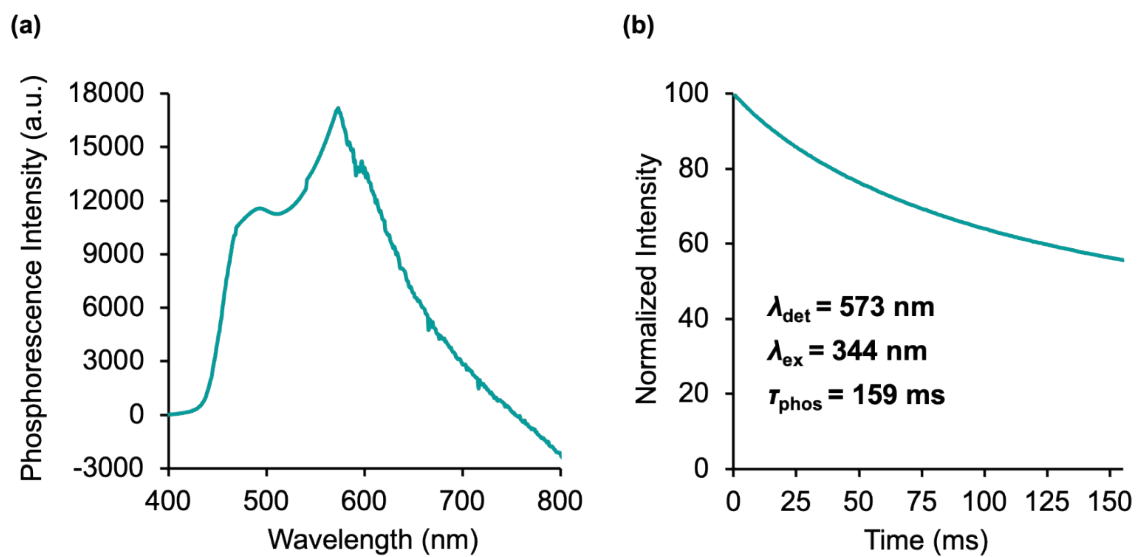 (a)
Phosphorescence Intensity (a.u.)
18000
15000
12000
9000
6000
3000
0
-3000
400 500 600 700 800
Wavelength (nm)
(b)
Normalized Intensity
100
80
60
40
20
0
λdet = 573 nm
λex = 344 nm
τphos = 159 ms
0 25 50 75 100 125 150
Time (ms)